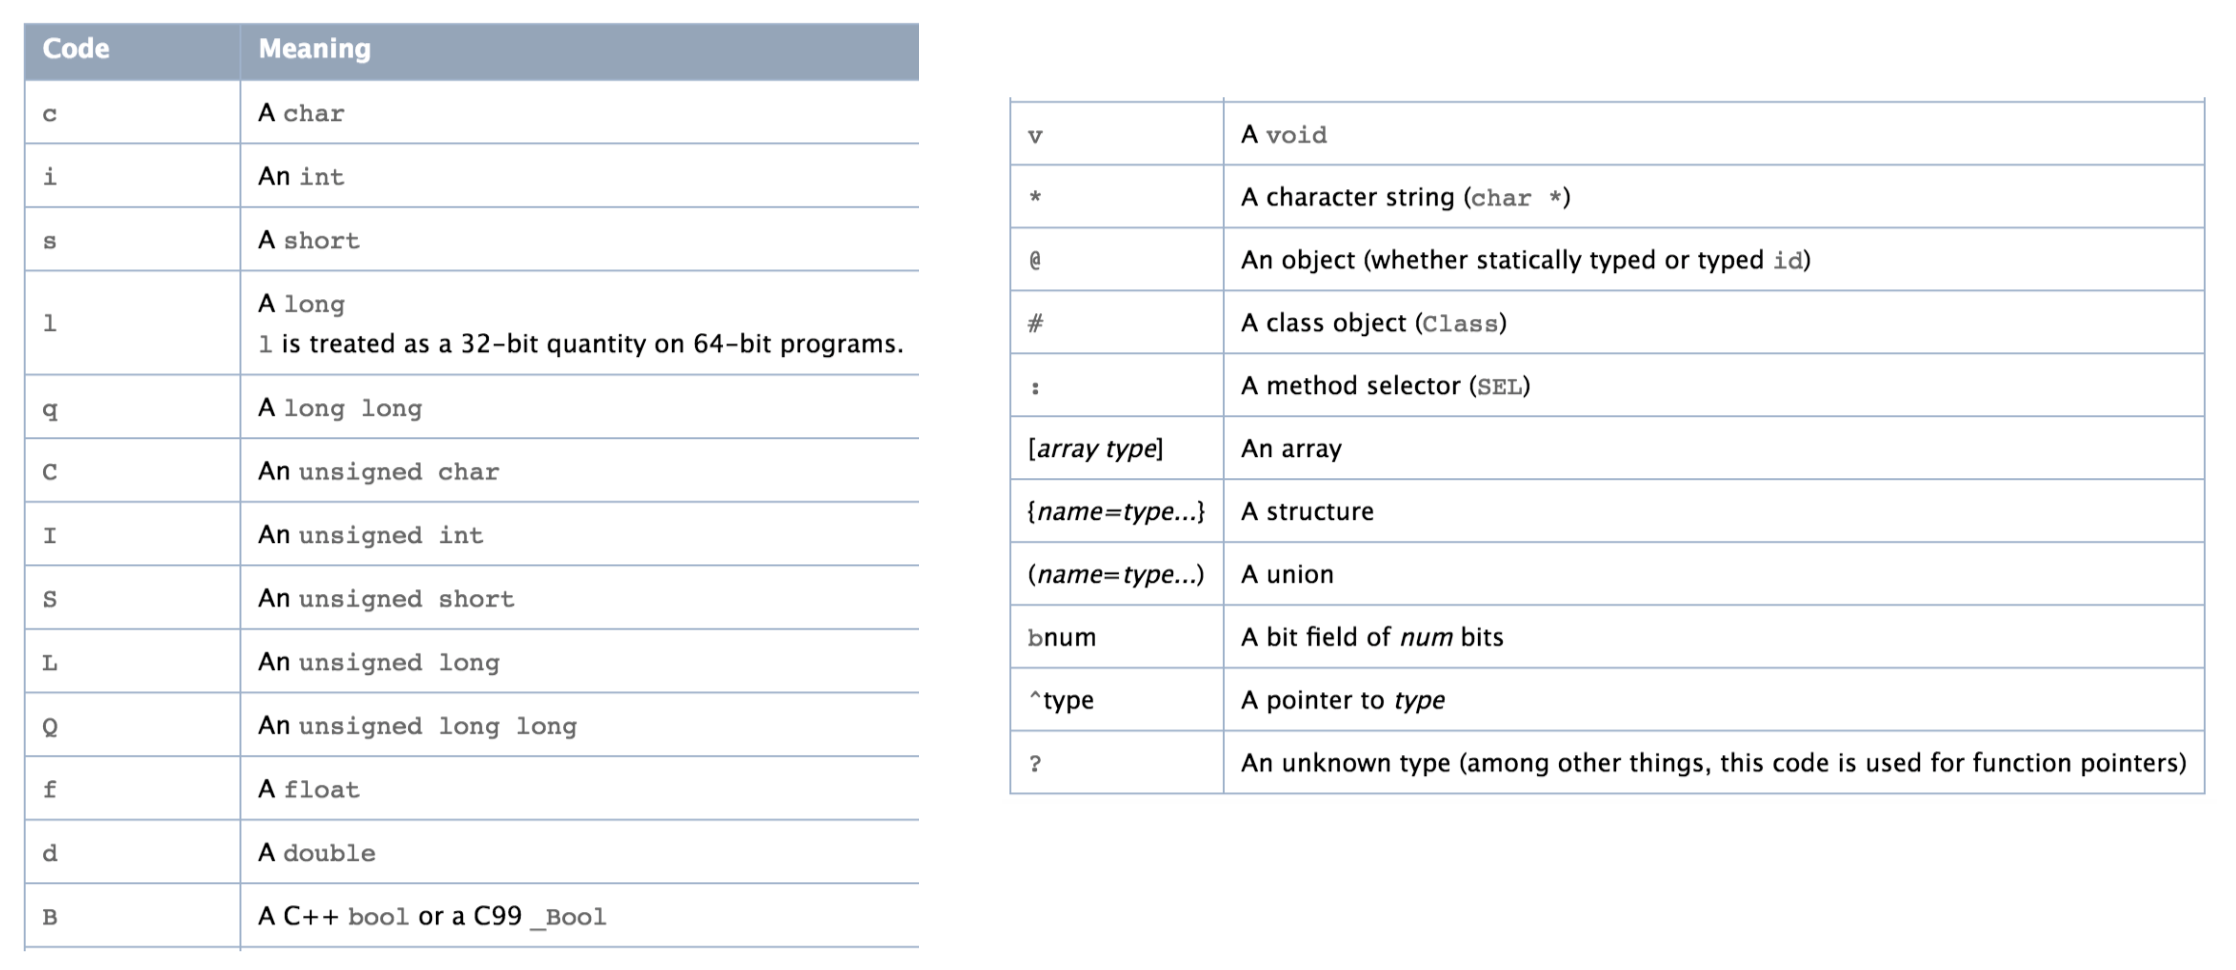 Code Meaning
c A char
i An int
s A short
l A long
l is treated as a 32-bit quantity on 64-bit programs.
q A long long
C An unsigned char
I An unsigned int
S An unsigned short
L An unsigned long
Q An unsigned long long
f A float
d A double
B A C++ bool or a C99 _Bool
v A void
* A character string (char *)
@ An object (whether statically typed or typed id)
# A class object (Class)
: A method selector (SEL)
[array type] An array
{name=type...} A structure
(name=type...) A union
bnum A bit field of num bits
^type A pointer to type
? An unknown type (among other things, this code is used for function pointers)